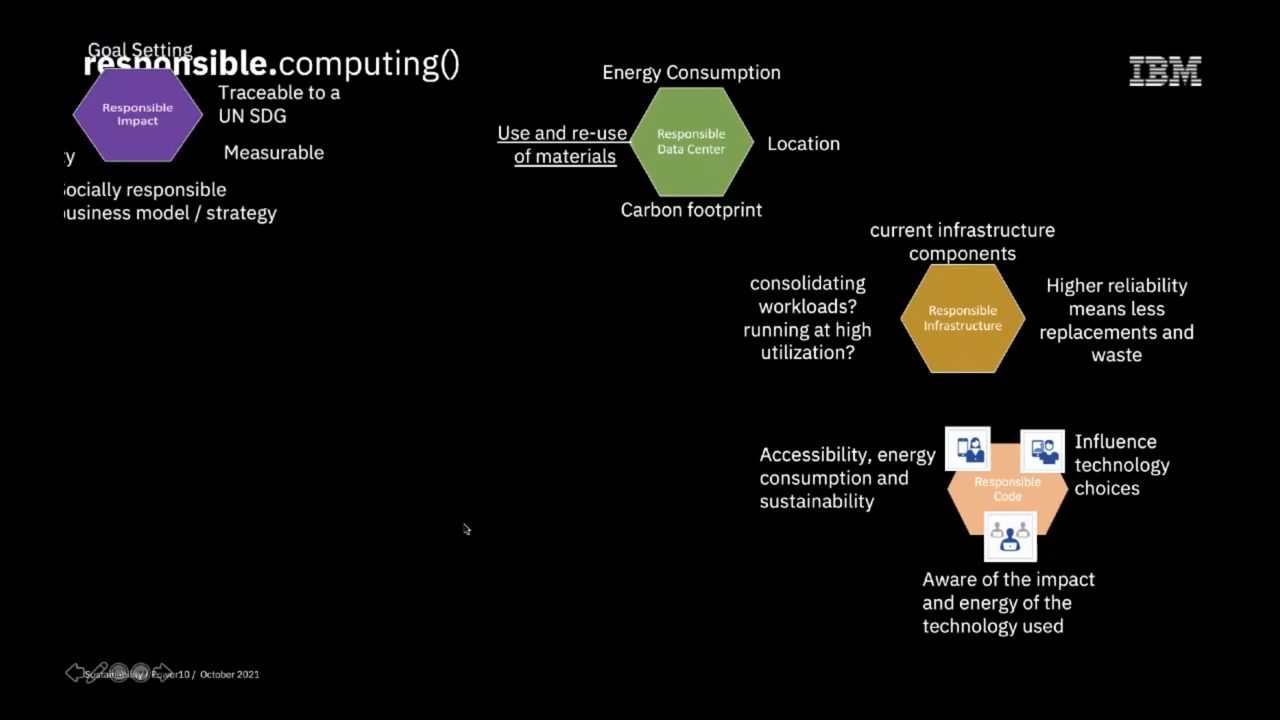 Goal Setting
responsible.computing()
IBM
Responsible
Impact
Traceable to a
UN SDG
Measurable
ocially responsible
usiness model / strategy
Energy Consumption
Use and re-use
of materials
Responsible
Data Center
Location
Carbon footprint
current infrastructure
components
consolidating
workloads?
running at high
utilization?
Responsible
Infrastructure
Higher reliability
means less
replacements and
waste
Accessibility, energy
consumption and
sustainability
Responsible
Code
Influence
technology
choices
Aware of the impact
and energy of the
technology used
Sustainability / Power10 / October 2021